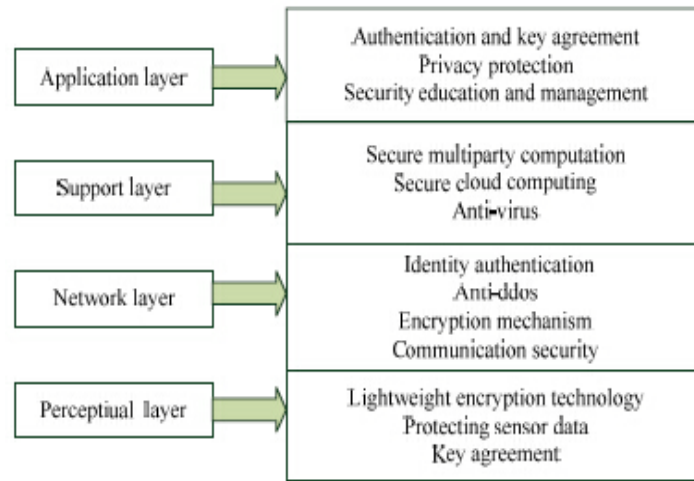 Application layer
Authentication and key agreement
Privacy protection
Security education and management
Support layer
Secure multiparty computation
Secure cloud computing
Anti-virus
Network layer
Identity authentication
Anti-ddos
Encryption mechanism
Communication security
Perceptiual layer
Lightweight encryption technology
Protecting sensor data
Key agreement